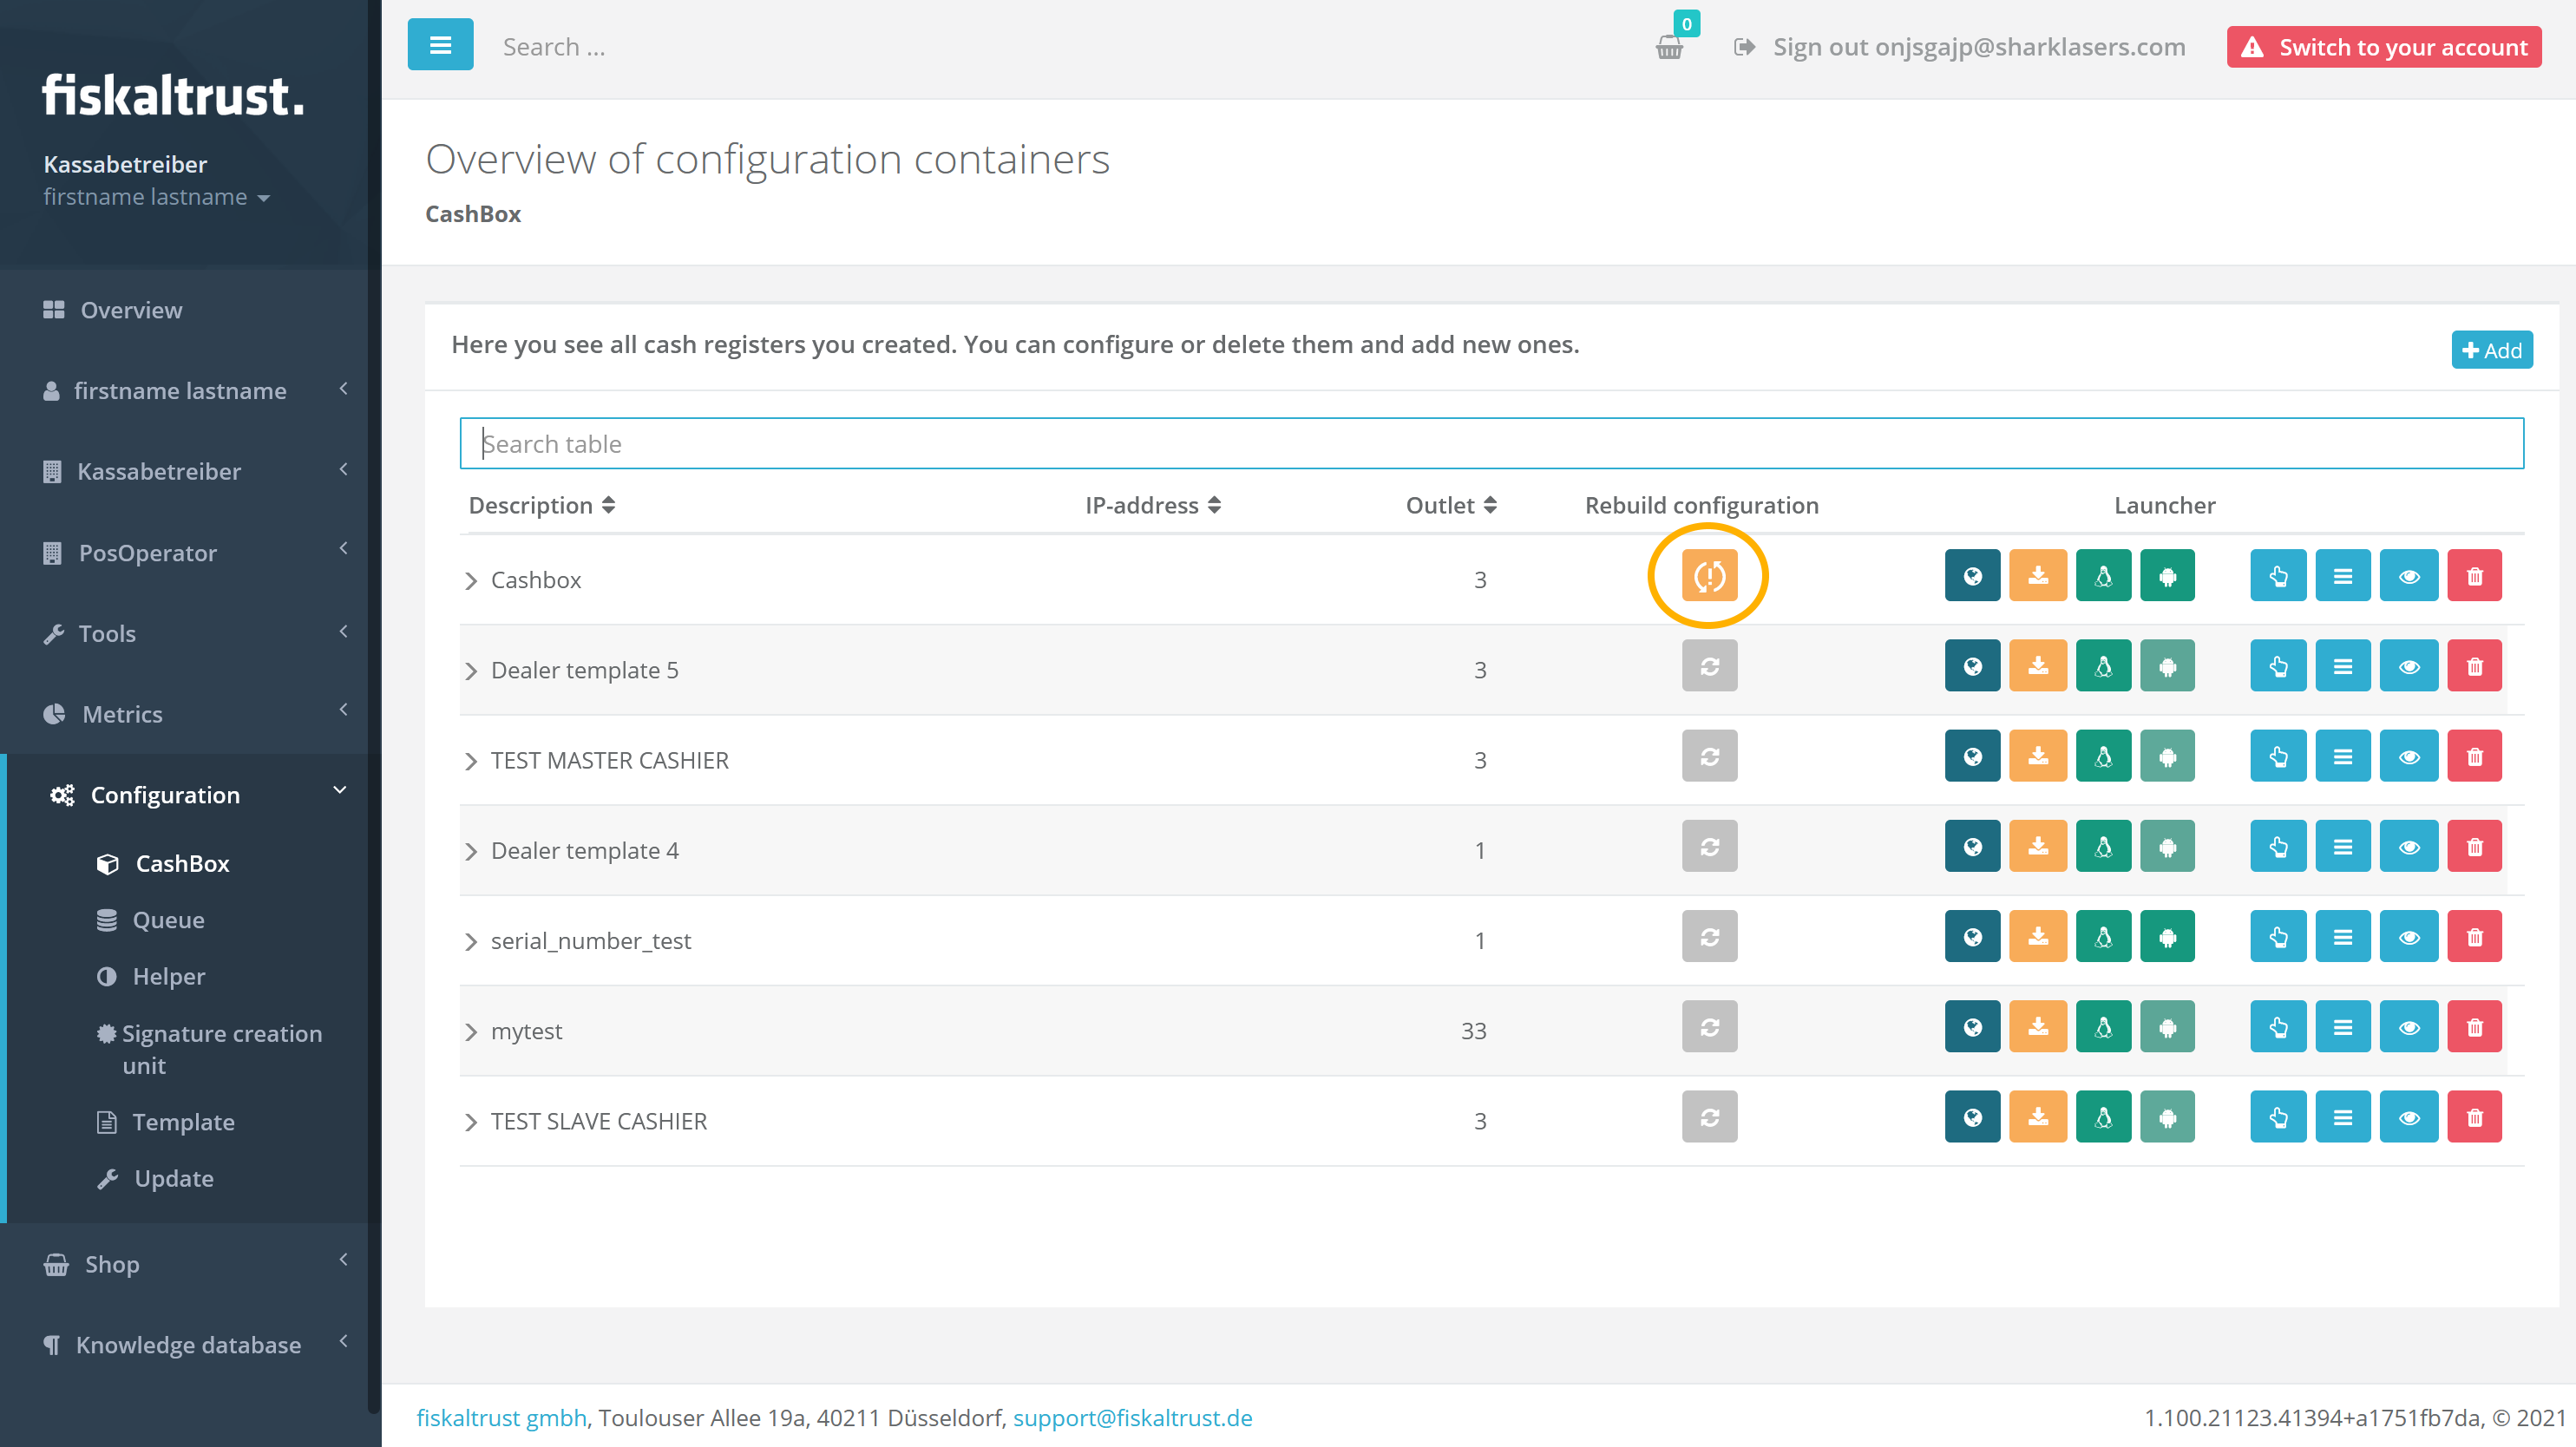 fiskaltrust.
Kassabetreiber
firstname lastname
Overview
firstname lastname
Kassabetreiber
PosOperator
Tools
Metrics
Configuration
CashBox
Queue
Helper
Signature creation
unit
Template
Update
Shop
Knowledge database
Search ...
0
Sign out onjsgajp@sharklasers.com
Switch to your account
Overview of configuration containers
CashBox
Here you see all cash registers you created. You can configure or delete them and add new ones.
Add
Search table
Description IP-address Outlet Rebuild configuration Launcher
Cashbox 3
Dealer template 5 3
TEST MASTER CASHIER 3
Dealer template 4 1
serial_number_test 1
mytest 33
TEST SLAVE CASHIER 3
fiskaltrust gmbh, Toulouser Allee 19a, 40211 Düsseldorf, support@fiskaltrust.de
1.100.21123.41394+a1751fb7da, © 2021